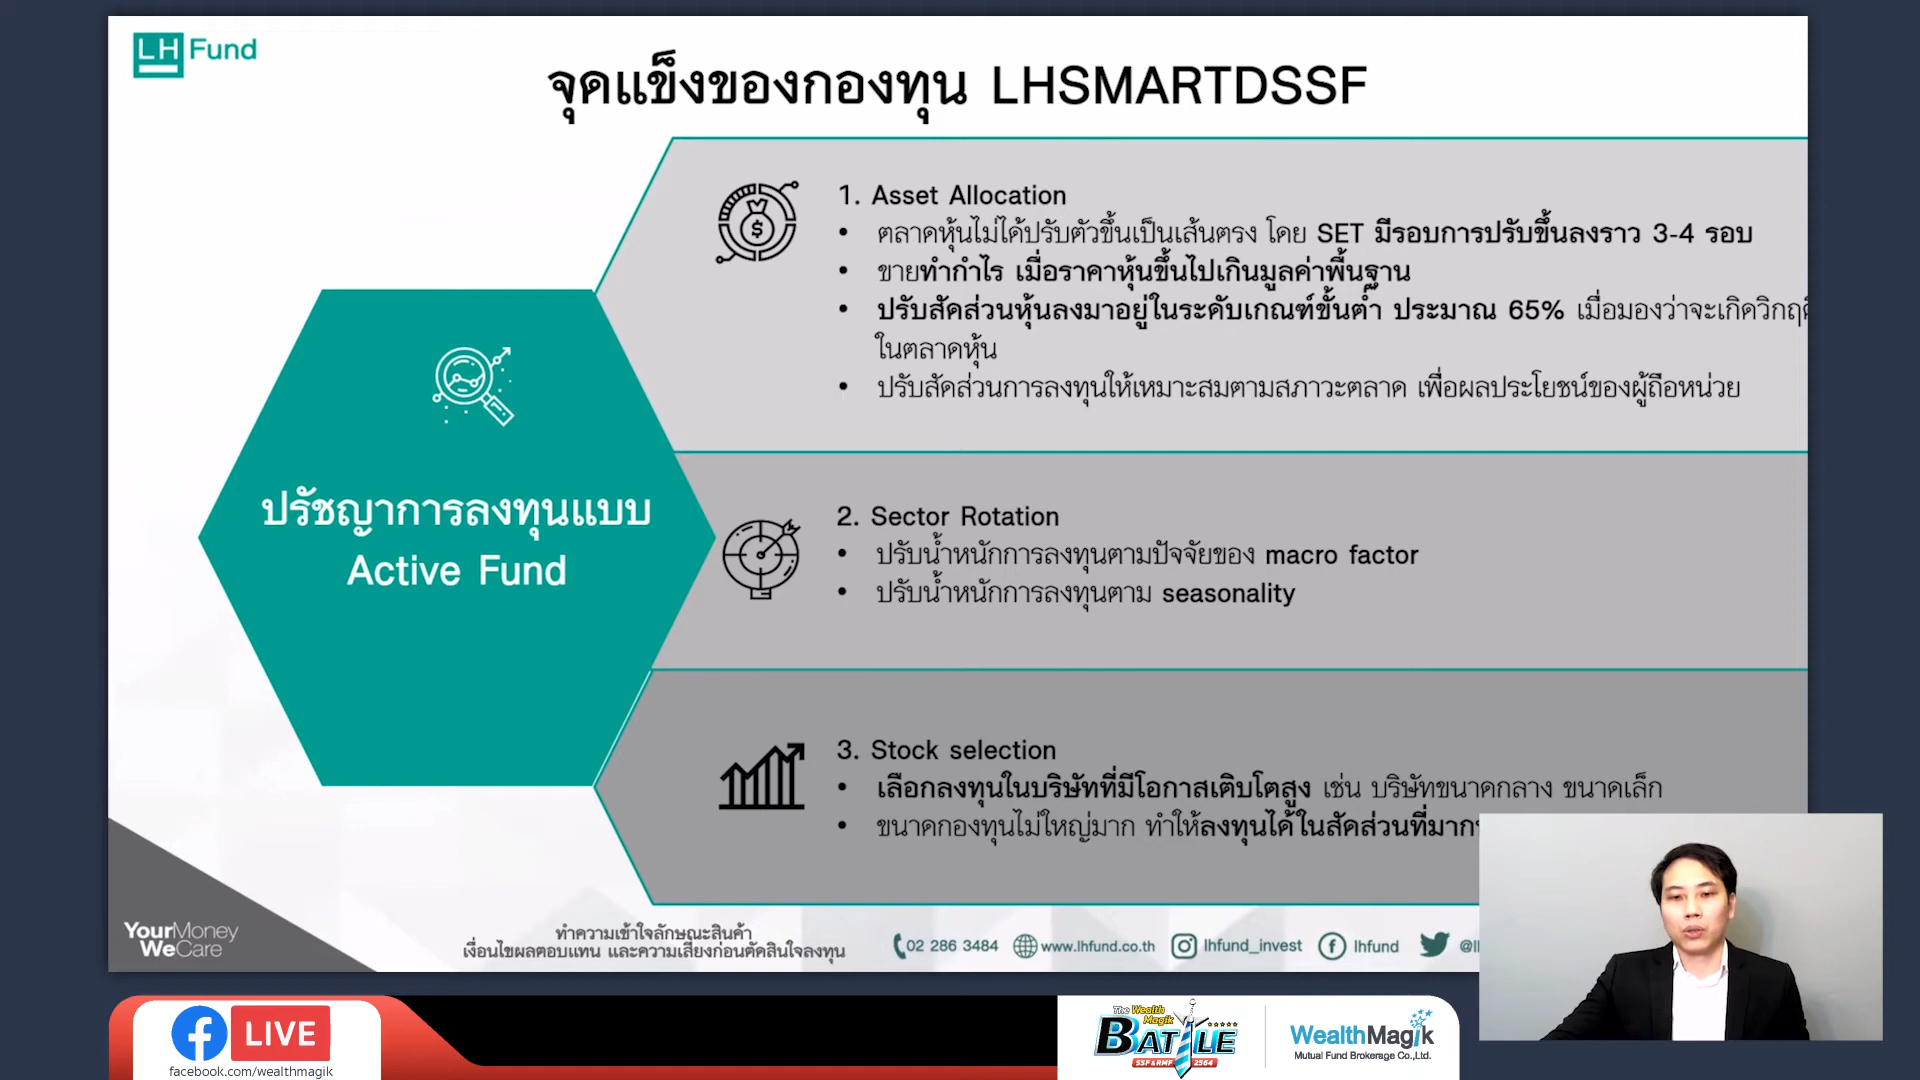 LH Fund
จุดแข็งของกองทุน LHSMARTDSSF
ปรัชญาการลงทุนแบบ
Active Fund
1. Asset Allocation
• ตลาดหุ้นไม่ได้ปรับตัวขึ้นเป็นเส้นตรง โดย SET มีรอบการปรับขึ้นลงราว 3-4 รอบ
• ขายทำกำไร เมื่อราคาหุ้นขึ้นไปเกินมูลค่าพื้นฐาน
• ปรับสัดส่วนหุ้นลงมาอยู่ในระดับเกณฑ์ขั้นต่ำ ประมาณ 65% เมื่อมองว่าจะเกิด
ในตลาดหุ้น
• ปรับสัดส่วนการลงทุนให้เหมาะสมตามสภาวะตลาด เพื่อผลประโยชน์ของผู้ถือหน่วย
2. Sector Rotation
• ปรับน้ำหนักการลงทุนตามปัจจัยของ macro factor
• ปรับน้ำหนักการลงทุนตาม seasonality
3. Stock selection
• เลือกลงทุนในบริษัทที่มีโอกาสเติบโตสูง เช่น บริษัทขนาดกลาง ขนาดเล็ก
• ขนาดกองทุนไม่ใหญ่มาก ทำให้ลงทุนได้ในสัดส่วนที่มาก
YourMoney
WeCare
ทำความเข้าใจลักษณะสินค้า
เงื่อนไขผลตอบแทน และความเสี่ยงก่อนตัดสินใจลงทุน
02 286 3484 www.lhfund.co.th lhfund_invest lhfund
LIVE
facebook.com/wealthmagik
The Wealth
Magik
BATTLE
SSF & RMF 2564
WealthMagik
Mutual Fund Brokerage Co.,Ltd.